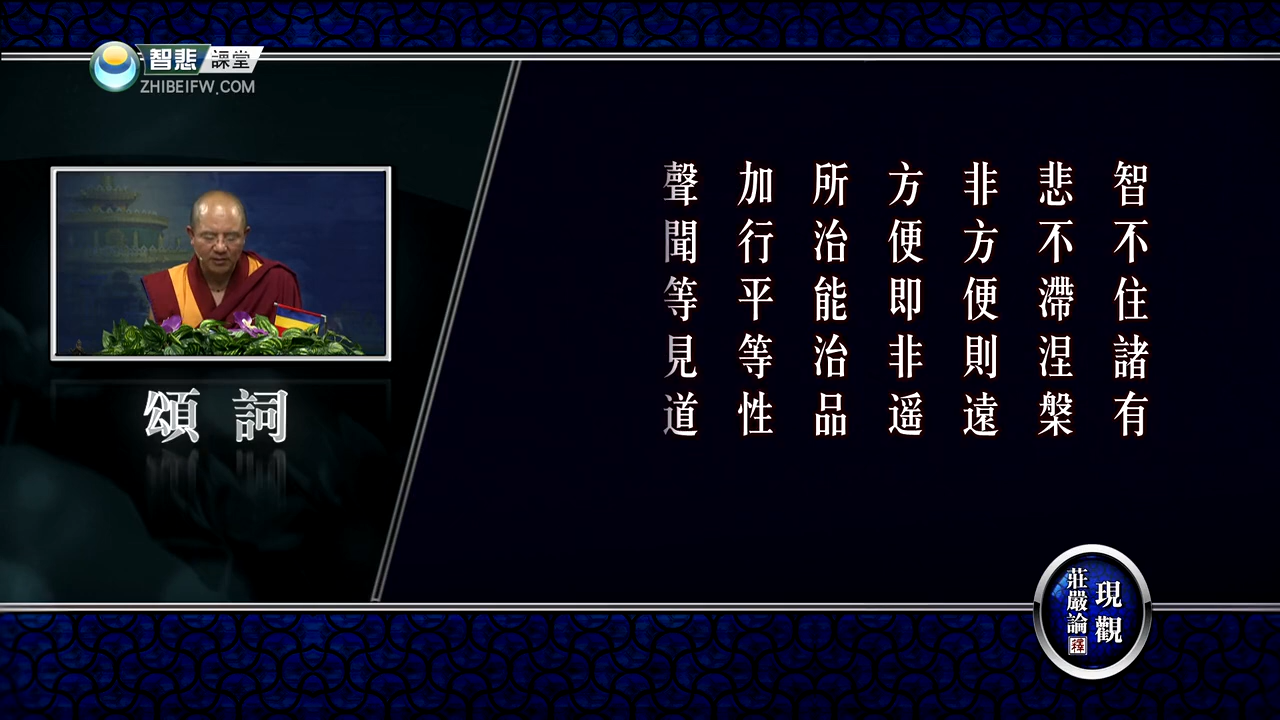 智悲課堂
ZHIBEIFW.COM
智不住諸有
悲不滯涅槃
非方便則遠
方便即非遥
所治能治品
加行平等性
聲聞等見道
頌詞
現觀
莊嚴論釋